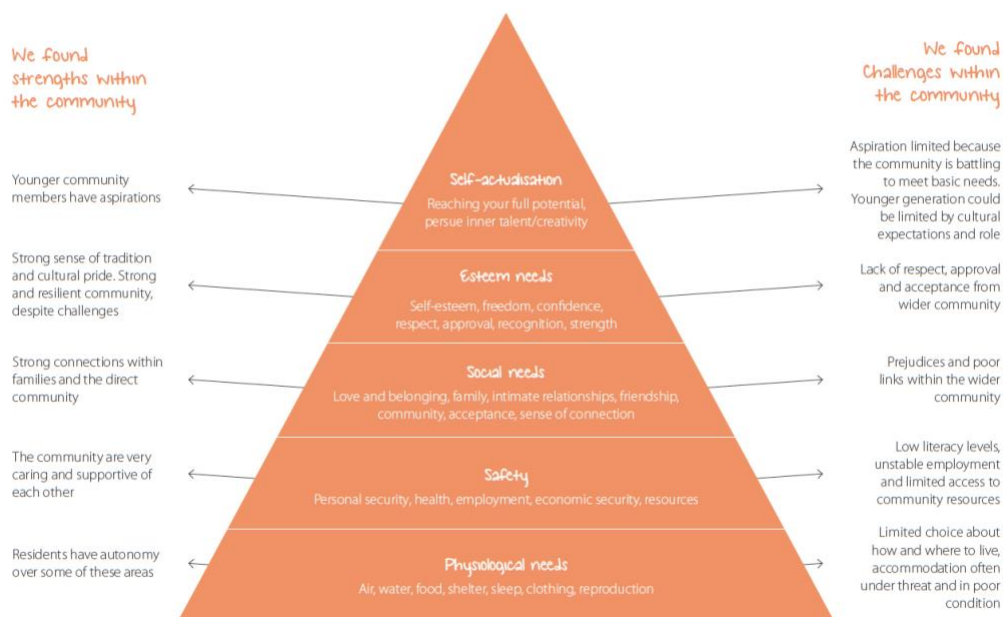 We found
strengths within
the community
Younger community
members have aspirations
Strong sense of tradition
and cultural pride. Strong
and resilient community,
despite challenges
Strong connections within
families and the direct
community
The community are very
caring and supportive of
each other
Residents have autonomy
over some of these areas
Self-actualisation
Reaching your full potential,
persue inner talent/creativity
Esteem needs
Self-esteem, freedom, confidence,
respect, approval, recognition, strength
Social needs
Love and belonging, family, intimate relationships, friendship,
community, acceptance, sense of connection
Safety
Personal security, health, employment, economic security, resources
Physiological needs
Air, water, food, shelter, sleep, clothing, reproduction
We found
Challenges within
the community
Aspiration limited because
the community is battling
to meet basic needs.
Younger generation could
be limited by cultural
expectations and role
Lack of respect, approval
and acceptance from
wider community
Prejudices and poor
links within the wider
community
Low literacy levels,
unstable employment
and limited access to
community resources
Limited choice about
how and where to live,
accommodation often
under threat and in poor
condition